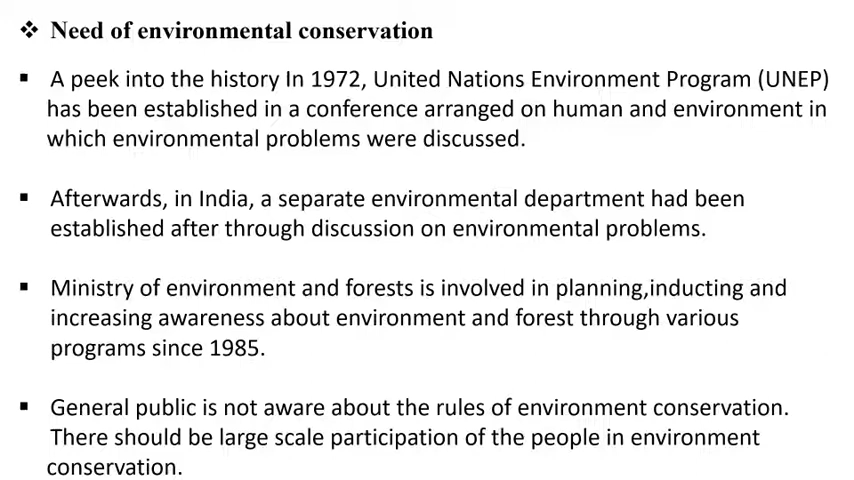 ❖ Need of environmental conservation
▪ A peek into the history In 1972, United Nations Environment Program (UNEP)
has been established in a conference arranged on human and environment in
which environmental problems were discussed.
▪ Afterwards, in India, a separate environmental department had been
established after through discussion on environmental problems.
▪ Ministry of environment and forests is involved in planning,inducting and
increasing awareness about environment and forest through various
programs since 1985.
▪ General public is not aware about the rules of environment conservation.
There should be large scale participation of the people in environment
conservation.